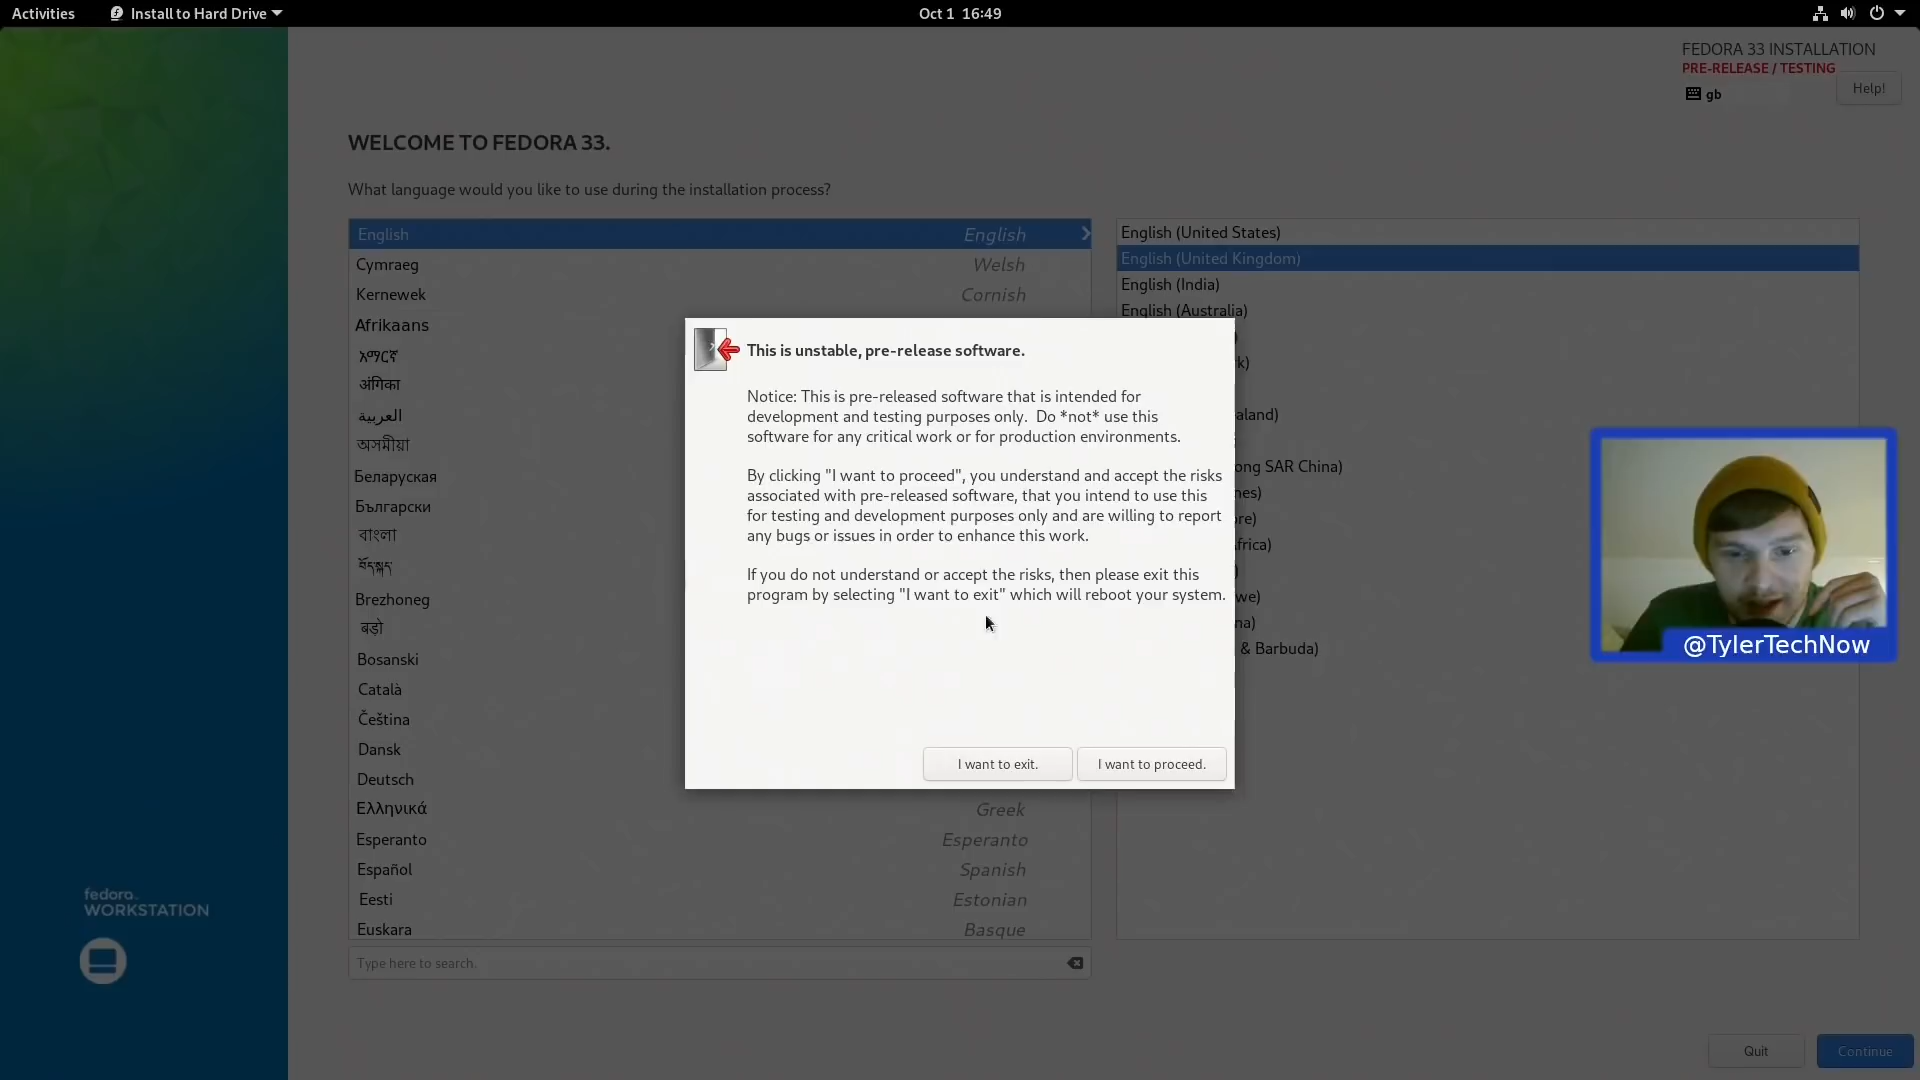 Activities
Install to Hard Drive
Oct 1 16:49
FEDORA 33 INSTALLATION
PRE-RELEASE / TESTING
gb
Help!
WELCOME TO FEDORA 33.
What language would you like to use during the installation process?
English English
Cymraeg Welsh
Kernewek Cornish
Afrikaans
አማርኛ
अंगिका
العربية
অসমীয়া
Беларуская
Български
বাংলা
Brezhoneg
बड़ो
Bosanski
Català
Čeština
Dansk
Deutsch
Ελληνικά Greek
Esperanto Esperanto
Español Spanish
Eesti Estonian
Euskara Basque
Type here to search.
English (United States)
English (United Kingdom)
English (India)
English (Australia)
)
k)
aland)
ong SAR China)
nes)
ore)
frica)
)
we)
na)
& Barbuda)
This is unstable, pre-release software.
Notice: This is pre-released software that is intended for
development and testing purposes only. Do *not* use this
software for any critical work or for production environments.
By clicking "I want to proceed", you understand and accept the risks
associated with pre-released software, that you intend to use this
for testing and development purposes only and are willing to report
any bugs or issues in order to enhance this work.
If you do not understand or accept the risks, then please exit this
program by selecting "I want to exit" which will reboot your system.
I want to exit.
I want to proceed.
@TylerTechNow
fedora.
WORKSTATION
Quit
Continue